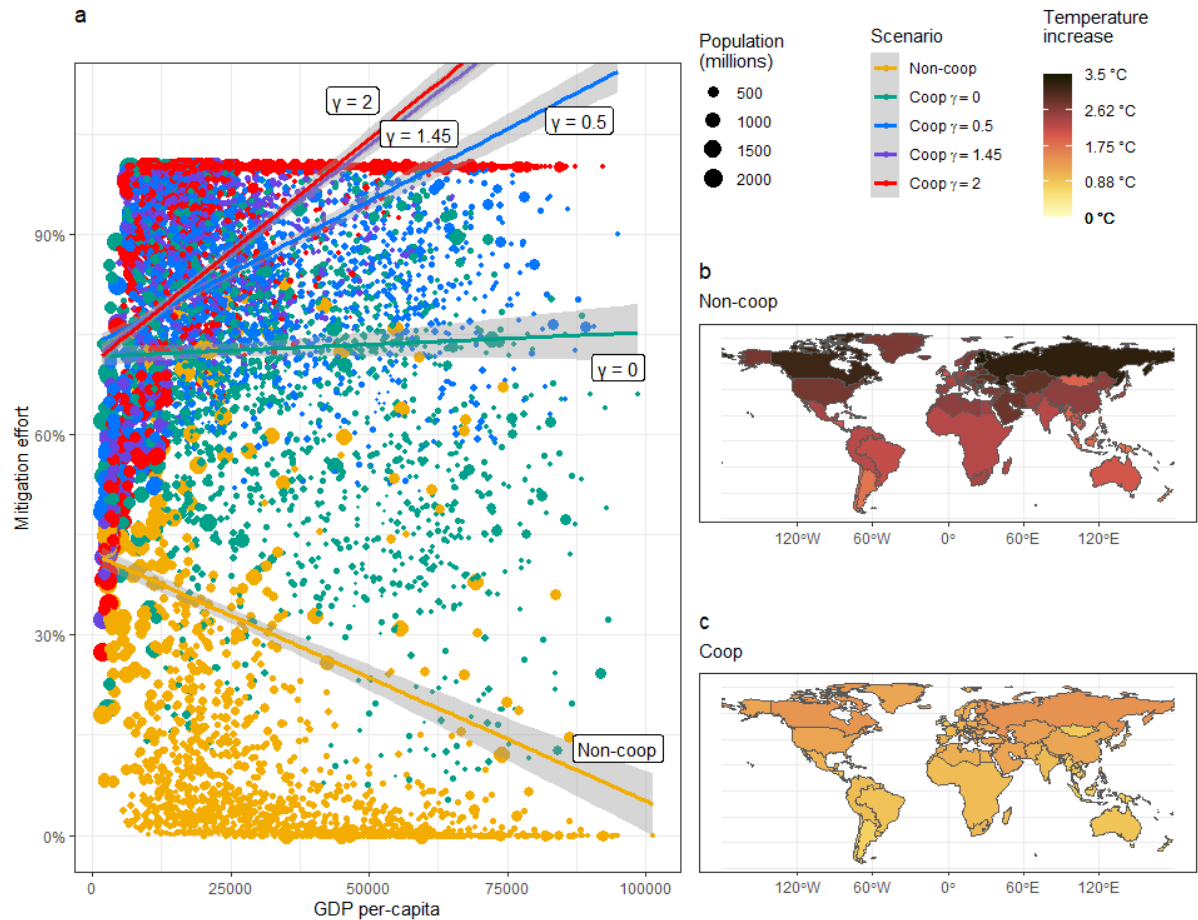 a
Mitigation effort
90%
60%
30%
0%
γ = 2
γ = 1.45
γ = 0.5
γ = 0
Non-coop
0
25000
50000
75000
100000
GDP per-capita
Population
(millions)
500
1000
1500
2000
Scenario
Non-coop
Coop γ = 0
Coop γ = 0.5
Coop γ = 1.45
Coop γ = 2
Temperature
increase
3.5 °C
2.62 °C
1.75 °C
0.88 °C
0 °C
b
Non-coop
120°W
60°W
0°
60°E
120°E
c
Coop
120°W
60°W
0°
60°E
120°E